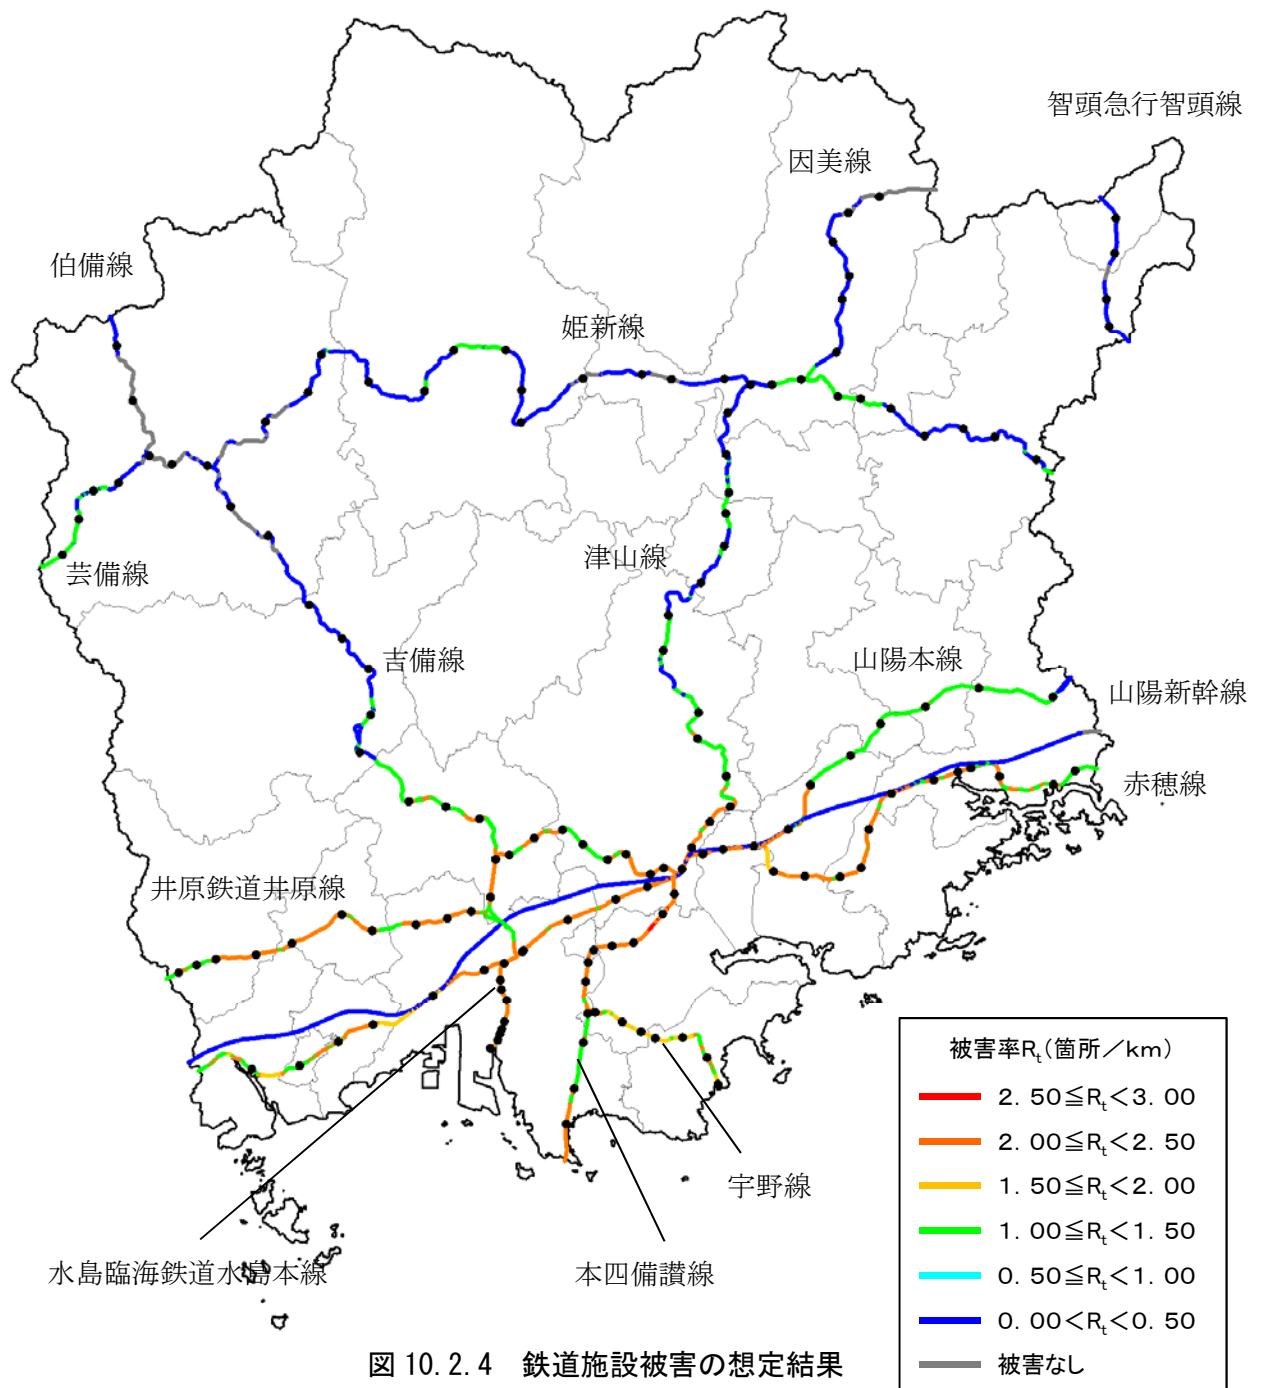 智頭急行智頭線
因美線
伯備線
姫新線
芸備線
津山線
吉備線
山陽本線
山陽新幹線
赤穂線
井原鉄道井原線
宇野線
水島臨海鉄道水島本線
本四備讃線
被害率Rt(箇所／km)
2.50≦Rt＜3.00
2.00≦Rt＜2.50
1.50≦Rt＜2.00
1.00≦Rt＜1.50
0.50≦Rt＜1.00
0.00＜Rt＜0.50
被害なし
図 10.2.4　鉄道施設被害の想定結果